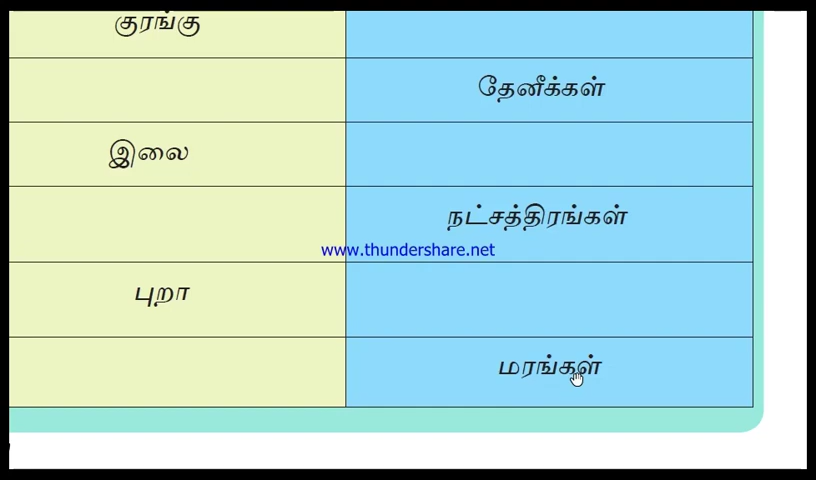 குரங்கு
தேனீக்கள்
இலை
நட்சத்திரங்கள்
www.thundershare.net
புறா
மரங்கள்